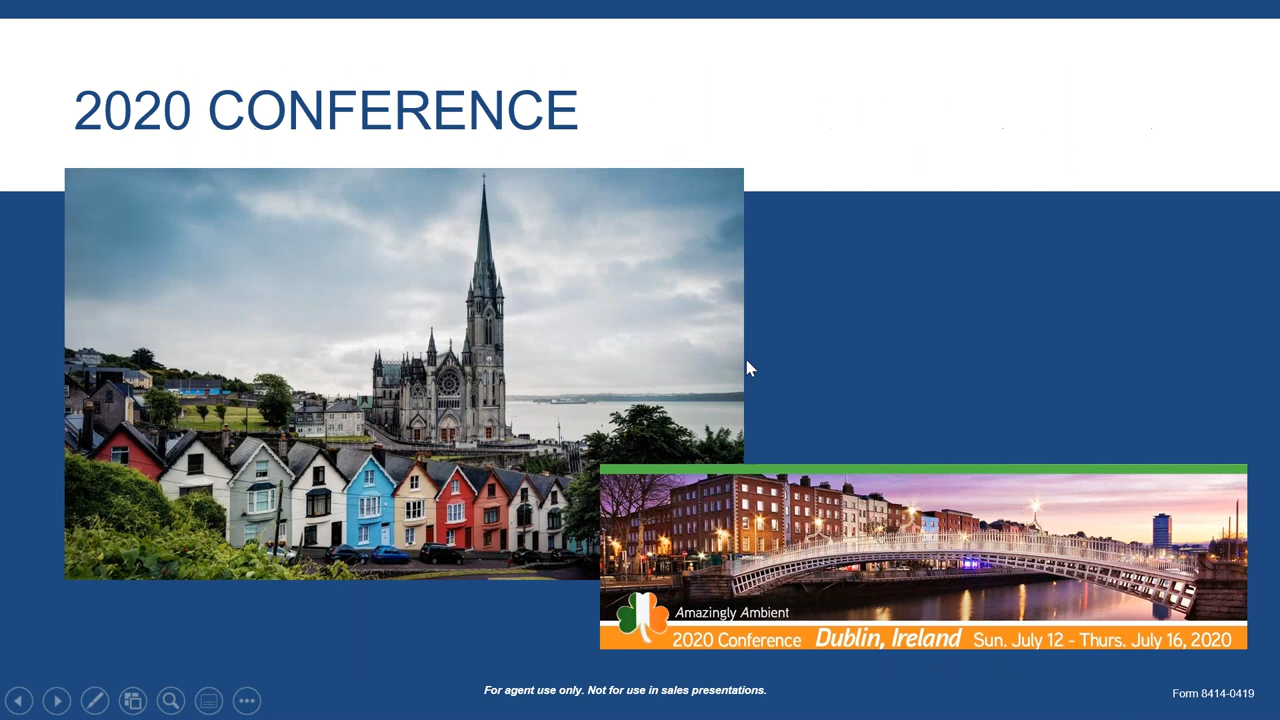 2020 CONFERENCE
Amazingly Ambient
2020 Conference Dublin, Ireland Sun. July 12 - Thurs. July 16, 2020
For agent use only. Not for use in sales presentations.
Form 8414-0419